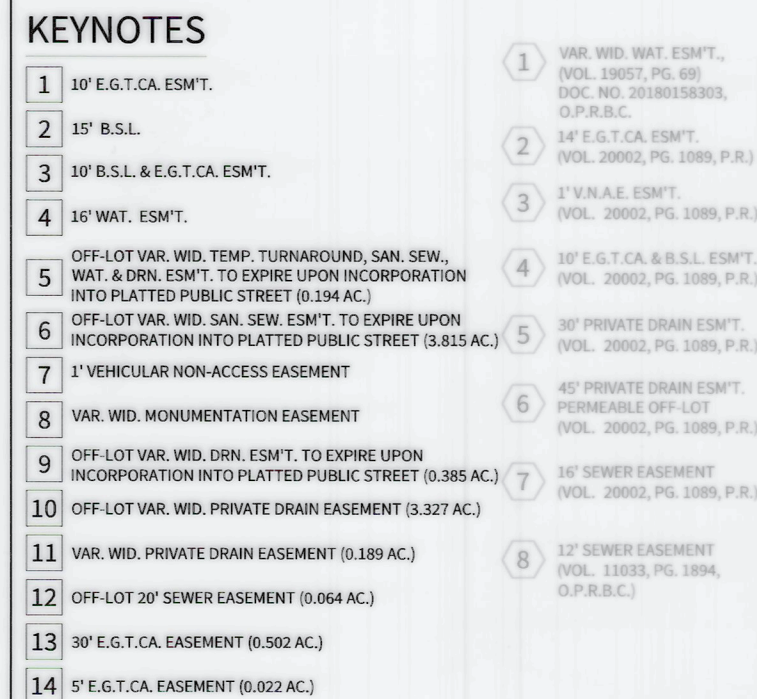 KEYNOTES
1 10' E.G.T.CA. ESM'T.
2 15' B.S.L.
3 10' B.S.L. & E.G.T.CA. ESM'T.
4 16' WAT. ESM'T.
5 OFF-LOT VAR. WID. TEMP. TURNAROUND, SAN. SEW.,
WAT. & DRN. ESM'T. TO EXPIRE UPON INCORPORATION
INTO PLATTED PUBLIC STREET (0.194 AC.)
6 OFF-LOT VAR. WID. SAN. SEW. ESM'T. TO EXPIRE UPON
INCORPORATION INTO PLATTED PUBLIC STREET (3.815 AC.)
7 1' VEHICULAR NON-ACCESS EASEMENT
8 VAR. WID. MONUMENTATION EASEMENT
9 OFF-LOT VAR. WID. DRN. ESM'T. TO EXPIRE UPON
INCORPORATION INTO PLATTED PUBLIC STREET (0.385 AC.)
10 OFF-LOT VAR. WID. PRIVATE DRAIN EASEMENT (3.327 AC.)
11 VAR. WID. PRIVATE DRAIN EASEMENT (0.189 AC.)
12 OFF-LOT 20' SEWER EASEMENT (0.064 AC.)
13 30' E.G.T.CA. EASEMENT (0.502 AC.)
14 5' E.G.T.CA. EASEMENT (0.022 AC.)
1 VAR. WID. WAT. ESM'T.,
(VOL. 19057, PG. 69)
DOC. NO. 20180158303,
O.P.R.B.C.
2 14' E.G.T.CA. ESM'T.
(VOL. 20002, PG. 1089, P.R.)
3 1' V.N.A.E. ESM'T.
(VOL. 20002, PG. 1089, P.R.)
4 10' E.G.T.CA. & B.S.L. ESM'T.
(VOL. 20002, PG. 1089, P.R.)
5 30' PRIVATE DRAIN ESM'T.
(VOL. 20002, PG. 1089, P.R.)
6 45' PRIVATE DRAIN ESM'T.
PERMEABLE OFF-LOT
(VOL. 20002, PG. 1089, P.R.)
7 16' SEWER EASEMENT
(VOL. 20002, PG. 1089, P.R.)
8 12' SEWER EASEMENT
(VOL. 11033, PG. 1894,
O.P.R.B.C.)